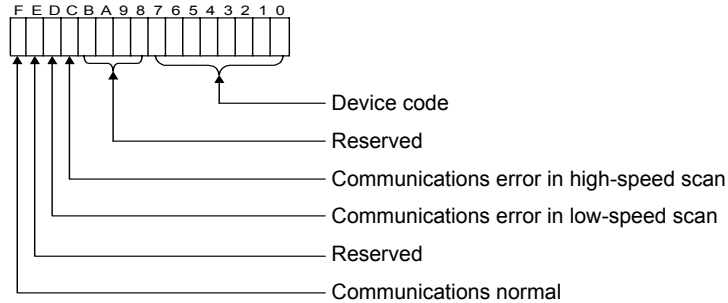 F E D C B A 9 8 7 6 5 4 3 2 1 0
Device code
Reserved
Communications error in high-speed scan
Communications error in low-speed scan
Reserved
Communications normal